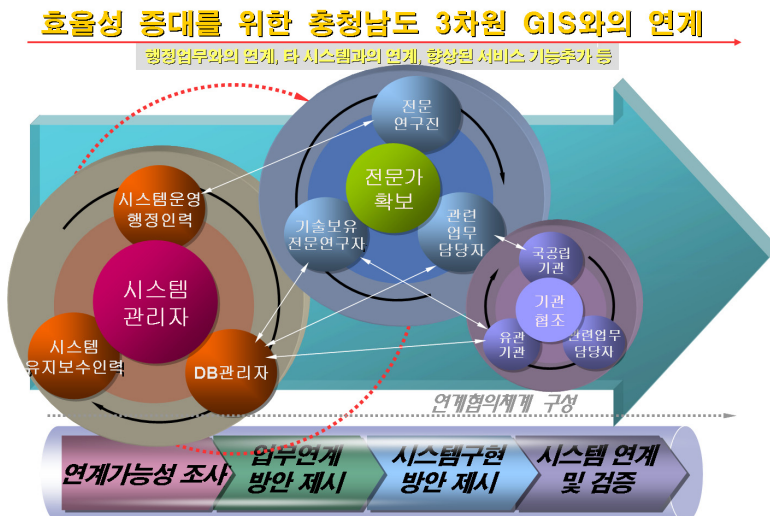 효율성 증대를 위한 충청남도 3차원 GIS와의 연계
행정업무와의 연계, 타 시스템과의 연계, 향상된 서비스 기능추가 등
전문
연구진
전문가
확보
기술보유
전문연구자
관련
업무
담당자
시스템운영
행정인력
시스템
관리자
시스템
유지보수인력
DB관리자
국공립
기관
기관
협조
유관
기관
관련업무
담당자
연계협의체계 구성
연계가능성 조사
업무연계
방안 제시
시스템구현
방안 제시
시스템 연계
및 검증